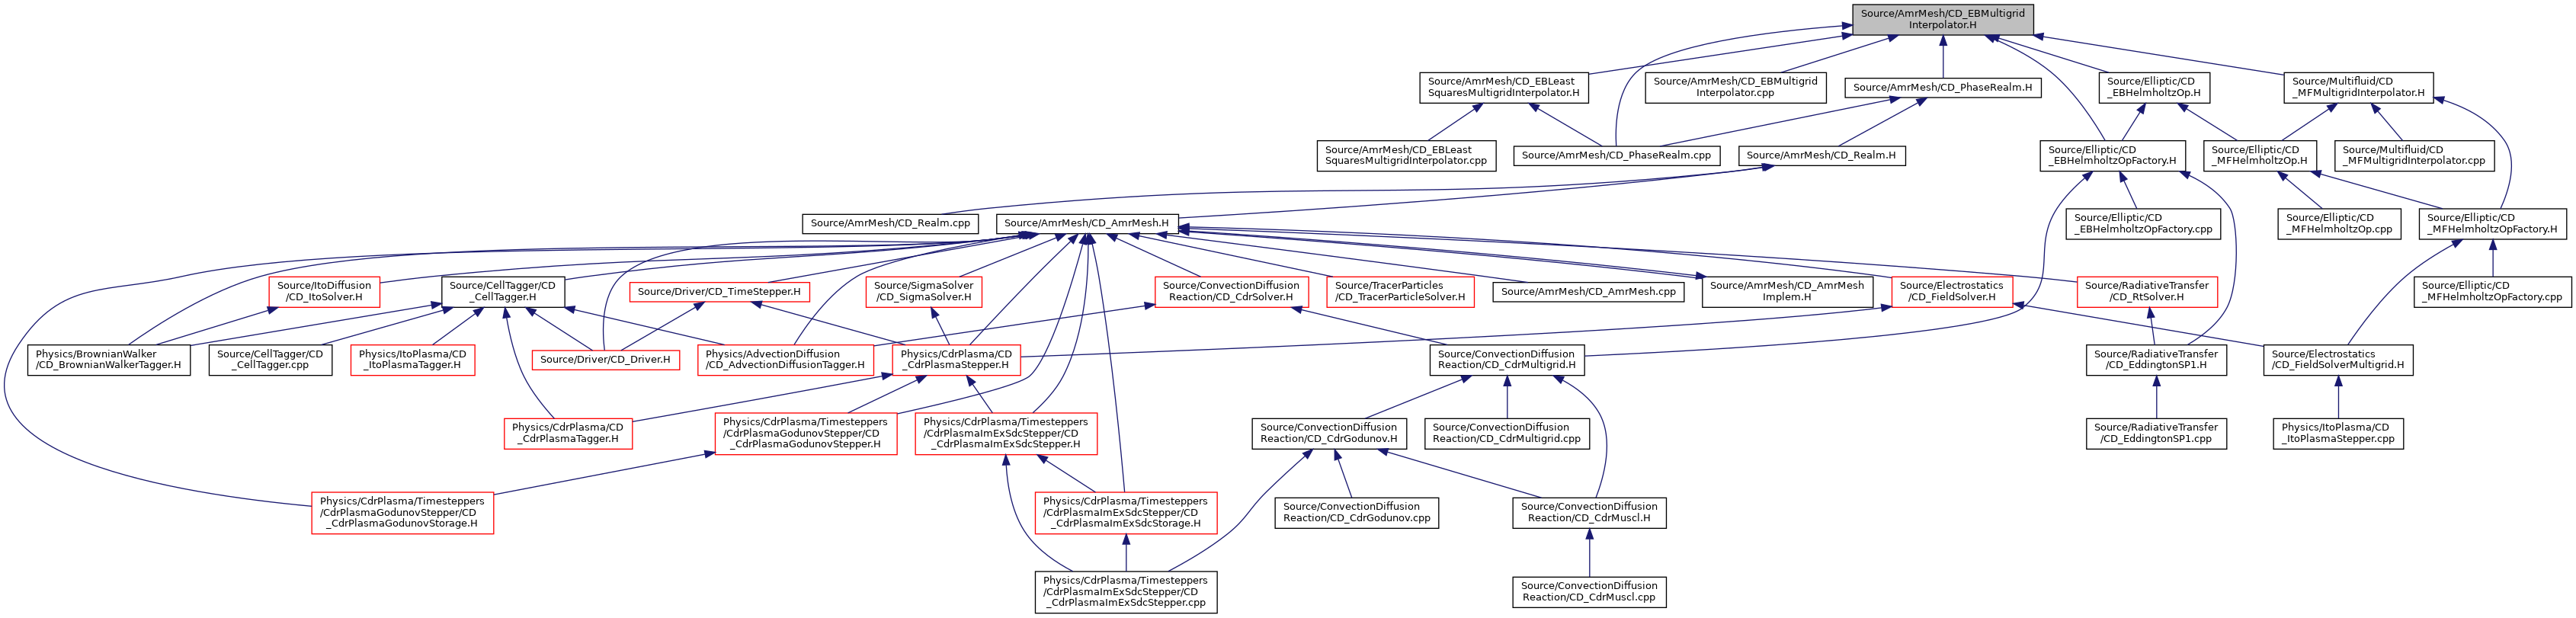 Source/AmrMesh/CD_EBMultigrid
Interpolator.H
Source/AmrMesh/CD_EBLeast
SquaresMultigridInterpolator.H
Source/AmrMesh/CD_EBMultigrid
Interpolator.cpp
Source/AmrMesh/CD_PhaseRealm.H
Source/Elliptic/CD
_EBHelmholtzOp.H
Source/Multifluid/CD
_MFMultigridInterpolator.H
Source/AmrMesh/CD_EBLeast
SquaresMultigridInterpolator.cpp
Source/AmrMesh/CD_PhaseRealm.cpp
Source/AmrMesh/CD_Realm.H
Source/Elliptic/CD
_EBHelmholtzOpFactory.H
Source/Elliptic/CD
_MFHelmholtzOp.H
Source/Multifluid/CD
_MFMultigridInterpolator.cpp
Source/AmrMesh/CD_Realm.cpp
Source/AmrMesh/CD_AmrMesh.H
Source/Elliptic/CD
_EBHelmholtzOpFactory.cpp
Source/Elliptic/CD
_MFHelmholtzOp.cpp
Source/Elliptic/CD
_MFHelmholtzOpFactory.H
Source/ItoDiffusion
/CD_ItoSolver.H
Source/CellTagger/CD
_CellTagger.H
Source/Driver/CD_TimeStepper.H
Source/SigmaSolver
/CD_SigmaSolver.H
Source/ConvectionDiffusion
Reaction/CD_CdrSolver.H
Source/TracerParticles
/CD_TracerParticleSolver.H
Source/AmrMesh/CD_AmrMesh.cpp
Source/AmrMesh/CD_AmrMesh
Implem.H
Source/Electrostatics
/CD_FieldSolver.H
Source/RadiativeTransfer
/CD_RtSolver.H
Source/Elliptic/CD
_MFHelmholtzOpFactory.cpp
Physics/BrownianWalker
/CD_BrownianWalkerTagger.H
Source/CellTagger/CD
_CellTagger.cpp
Physics/ItoPlasma/CD
_ItoPlasmaTagger.H
Source/Driver/CD_Driver.H
Physics/AdvectionDiffusion
/CD_AdvectionDiffusionTagger.H
Physics/CdrPlasma/CD
_CdrPlasmaStepper.H
Source/ConvectionDiffusion
Reaction/CD_CdrMultigrid.H
Source/RadiativeTransfer
/CD_EddingtonSP1.H
Source/Electrostatics
/CD_FieldSolverMultigrid.H
Physics/CdrPlasma/CD
_CdrPlasmaTagger.H
Physics/CdrPlasma/Timesteppers
/CdrPlasmaGodunovStepper/CD
_CdrPlasmaGodunovStepper.H
Physics/CdrPlasma/Timesteppers
/CdrPlasmaImExSdcStepper/CD
_CdrPlasmaImExSdcStepper.H
Source/ConvectionDiffusion
Reaction/CD_CdrGodunov.H
Source/ConvectionDiffusion
Reaction/CD_CdrMultigrid.cpp
Source/RadiativeTransfer
/CD_EddingtonSP1.cpp
Physics/ItoPlasma/CD
_ItoPlasmaStepper.cpp
Physics/CdrPlasma/Timesteppers
/CdrPlasmaGodunovStepper/CD
_CdrPlasmaGodunovStorage.H
Physics/CdrPlasma/Timesteppers
/CdrPlasmaImExSdcStepper/CD
_CdrPlasmaImExSdcStorage.H
Source/ConvectionDiffusion
Reaction/CD_CdrGodunov.cpp
Source/ConvectionDiffusion
Reaction/CD_CdrMuscl.H
Physics/CdrPlasma/Timesteppers
/CdrPlasmaImExSdcStepper/CD
_CdrPlasmaImExSdcStepper.cpp
Source/ConvectionDiffusion
Reaction/CD_CdrMuscl.cpp